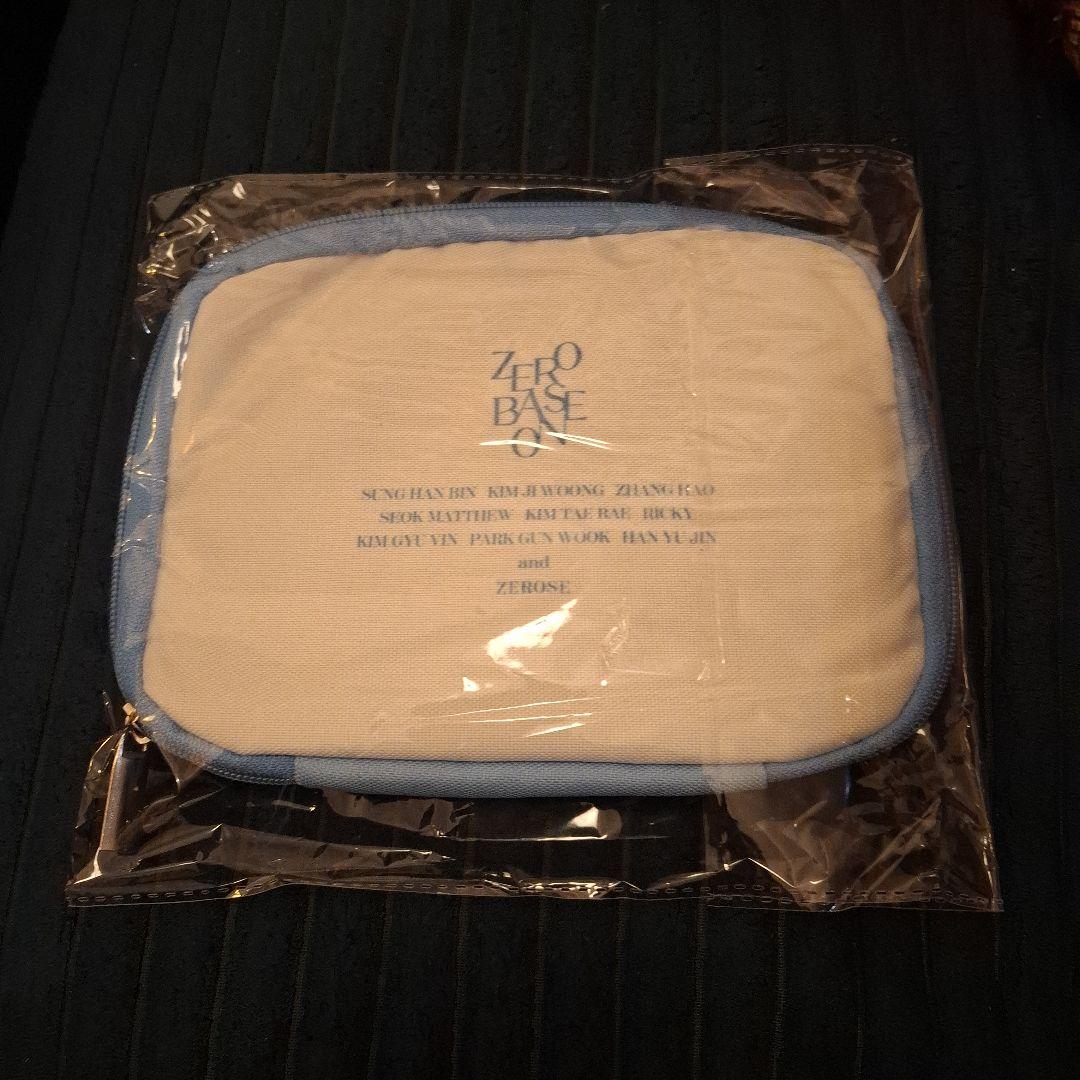 ZERO
BASE
ON
SUNG HAN BIN KIM JI WOONG ZHANG HAO
SEOK MATTHEW KIM TAE RAE RICKY
KIM GYU VIN PARK GUN WOOK HAN YU JIN
and
ZEROSE